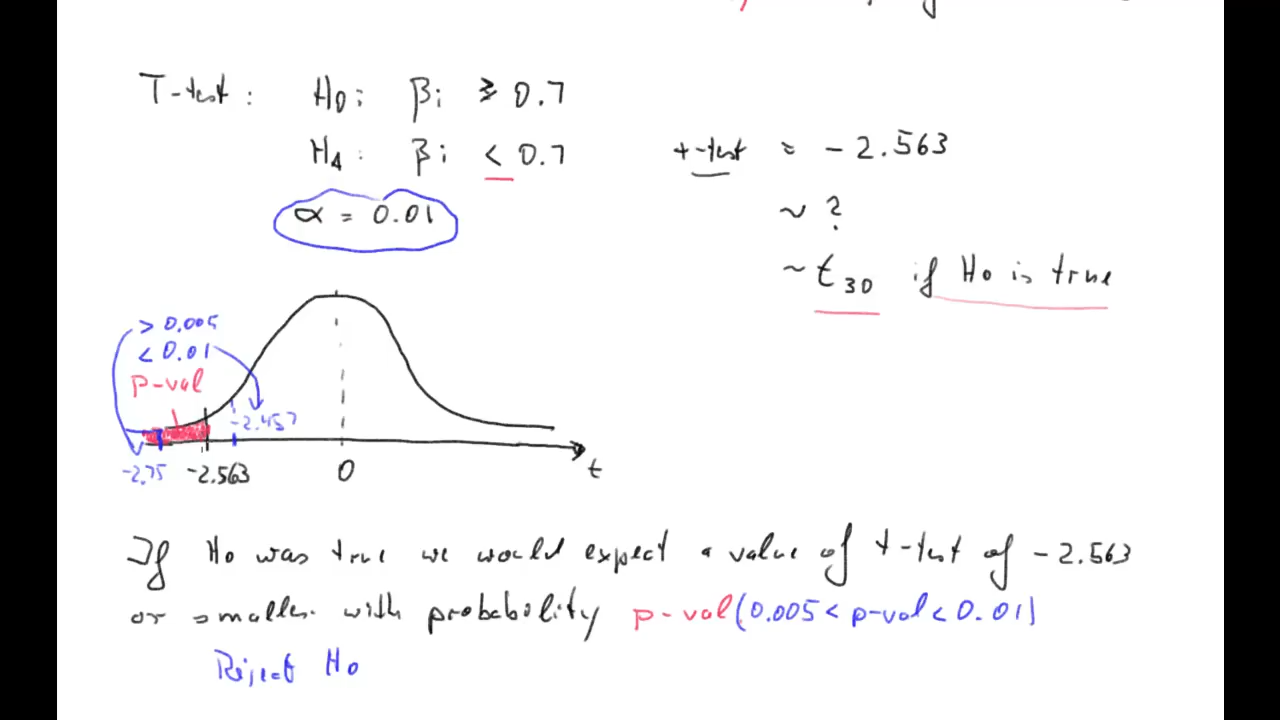 T-test: H0: βi ≥ 0.7
HA: βi < 0.7
α = 0.01
t-test = -2.563
~ ?
~ t30 if H0 is true
> 0.005
< 0.01
p-val
-2.457
-2.75 -2.563 0 t
If H0 was true we would expect a value of t-test of -2.563
or smaller with probability p-val (0.005 < p-val < 0.01)
Reject H0